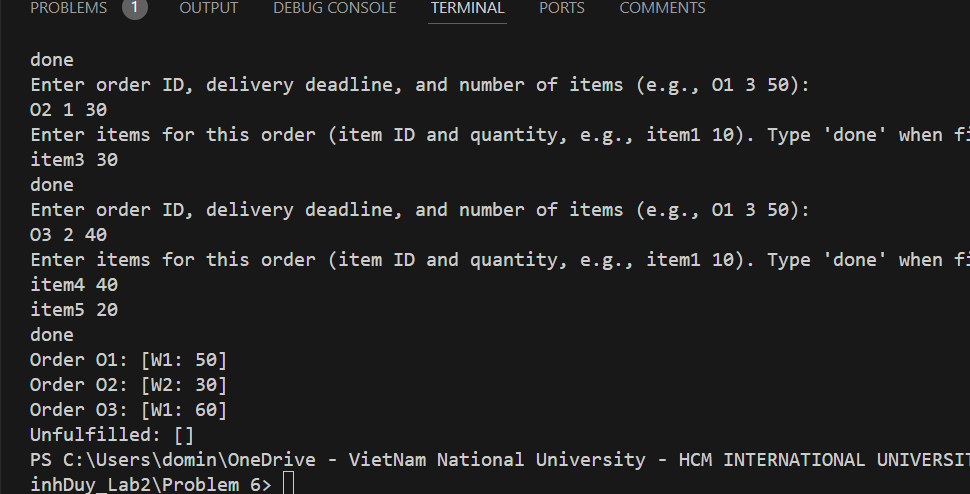 PROBLEMS 1 OUTPUT DEBUG CONSOLE TERMINAL PORTS COMMENTS
done
Enter order ID, delivery deadline, and number of items (e.g., O1 3 50):
O2 1 30
Enter items for this order (item ID and quantity, e.g., item1 10). Type 'done' when fi
item3 30
done
Enter order ID, delivery deadline, and number of items (e.g., O1 3 50):
O3 2 40
Enter items for this order (item ID and quantity, e.g., item1 10). Type 'done' when fi
item4 40
item5 20
done
Order O1: [W1: 50]
Order O2: [W2: 30]
Order O3: [W1: 60]
Unfulfilled: []
PS C:\Users\domin\OneDrive - VietNam National University - HCM INTERNATIONAL UNIVERSIT
inhDuy_Lab2\Problem 6>